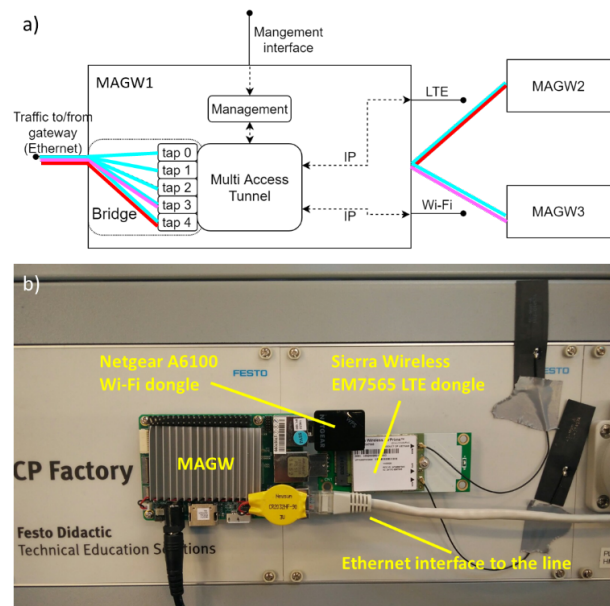 a)
Mangement
interface
MAGW1
Management
Traffic to/from
gateway
(Ethernet)
tap 0
tap 1
tap 2
tap 3
tap 4
Bridge
Multi Access
Tunnel
IP
IP
LTE
Wi-Fi
MAGW2
MAGW3
b)
Netgear A6100
Wi-Fi dongle
Sierra Wireless
EM7565 LTE dongle
FESTO
FESTO
NETGEAR
MAGW
CP Factory
Festo Didactic
Technical Education Solutions
Ethernet interface to the line